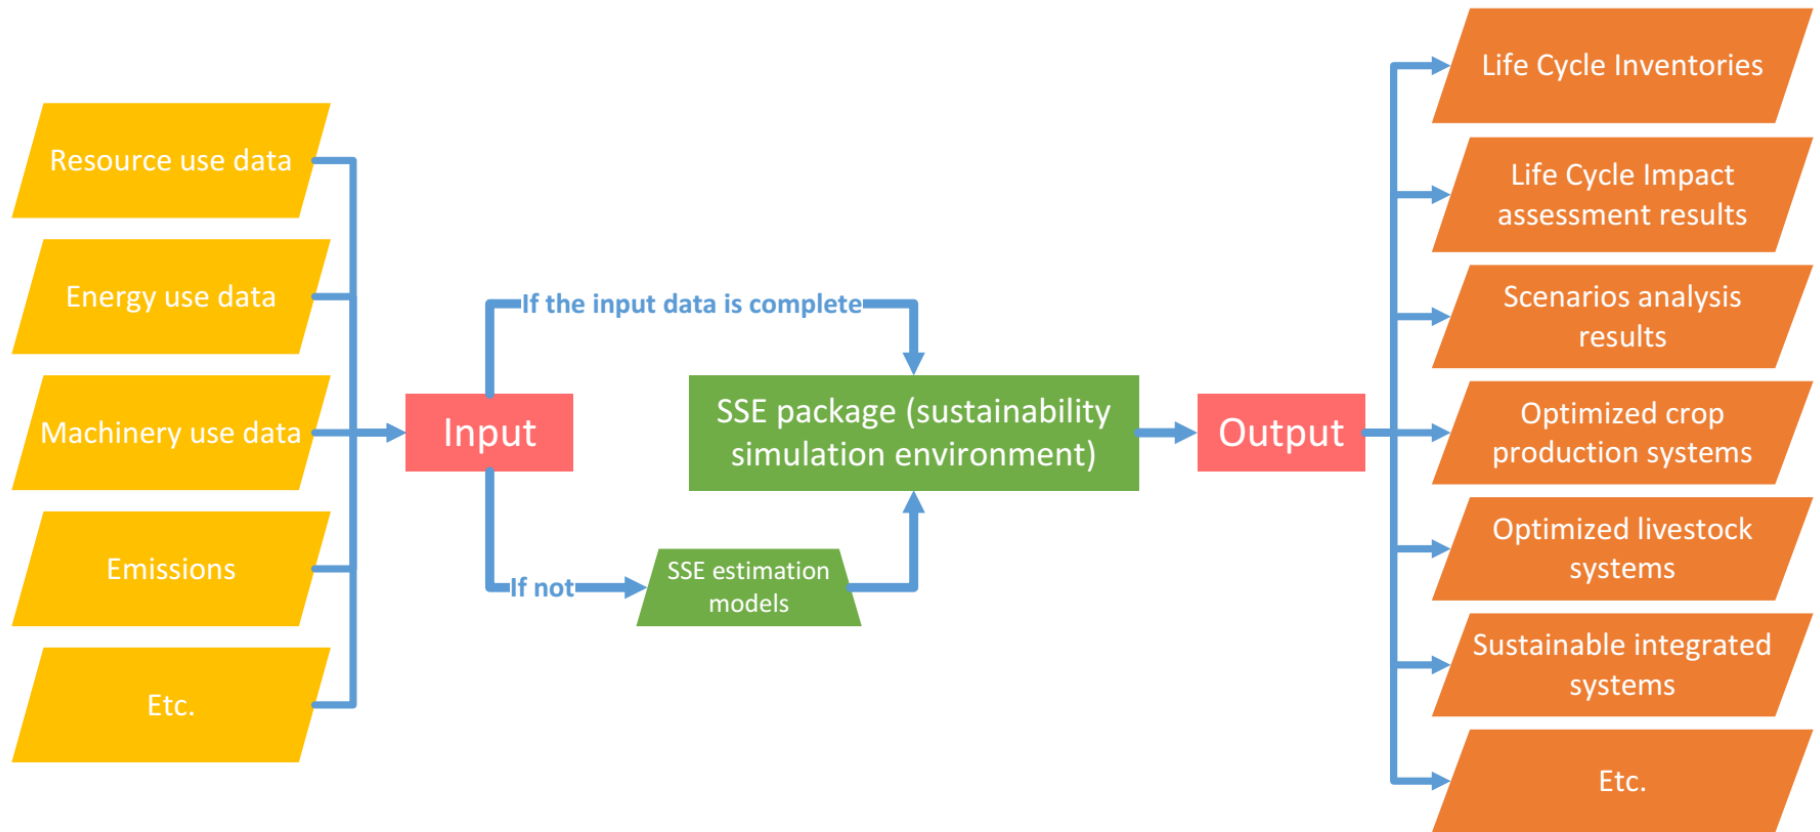 Resource use data
Energy use data
Machinery use data
Emissions
Etc.
Input
If the input data is complete
If not
SSE estimation
models
SSE package (sustainability
simulation environment)
Output
Life Cycle Inventories
Life Cycle Impact
assessment results
Scenarios analysis
results
Optimized crop
production systems
Optimized livestock
systems
Sustainable integrated
systems
Etc.